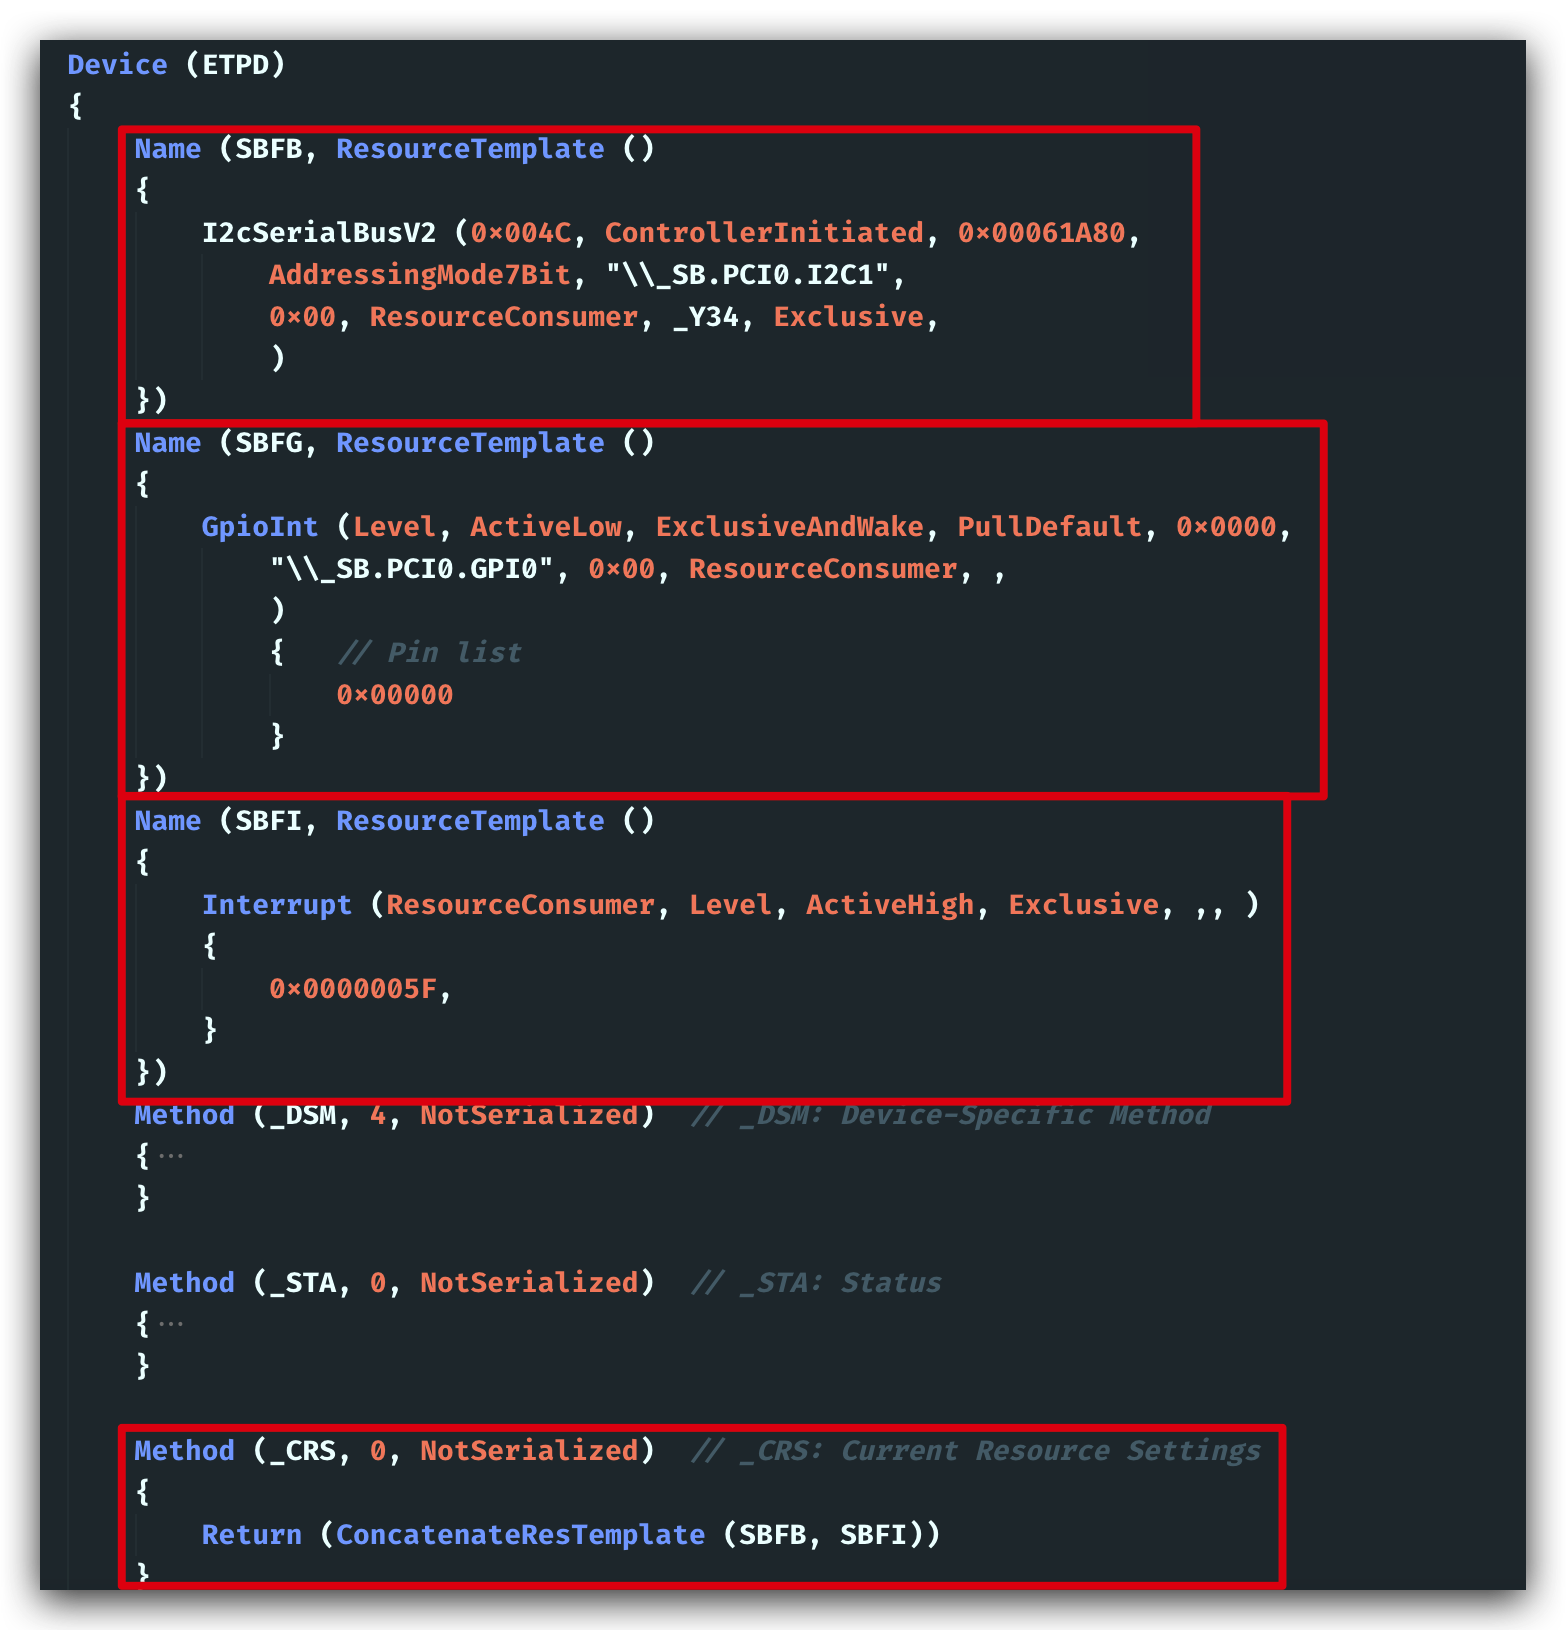 Device (ETPD)
{
Name (SBFB, ResourceTemplate ()
{
I2cSerialBusV2 (0x004C, ControllerInitiated, 0x00061A80,
AddressingMode7Bit, "\\_SB.PCI0.I2C1",
0x00, ResourceConsumer, _Y34, Exclusive,
)
})
Name (SBFG, ResourceTemplate ()
{
GpioInt (Level, ActiveLow, ExclusiveAndWake, PullDefault, 0x0000,
"\\_SB.PCI0.GPI0", 0x00, ResourceConsumer, ,
)
{ // Pin list
0x00000
}
})
Name (SBFI, ResourceTemplate ()
{
Interrupt (ResourceConsumer, Level, ActiveHigh, Exclusive, ,, )
{
0x0000005F,
}
})
Method (_DSM, 4, NotSerialized) // _DSM: Device-Specific Method
{ ...
}
Method (_STA, 0, NotSerialized) // _STA: Status
{ ...
}
Method (_CRS, 0, NotSerialized) // _CRS: Current Resource Settings
{
Return (ConcatenateResTemplate (SBFB, SBFI))
}